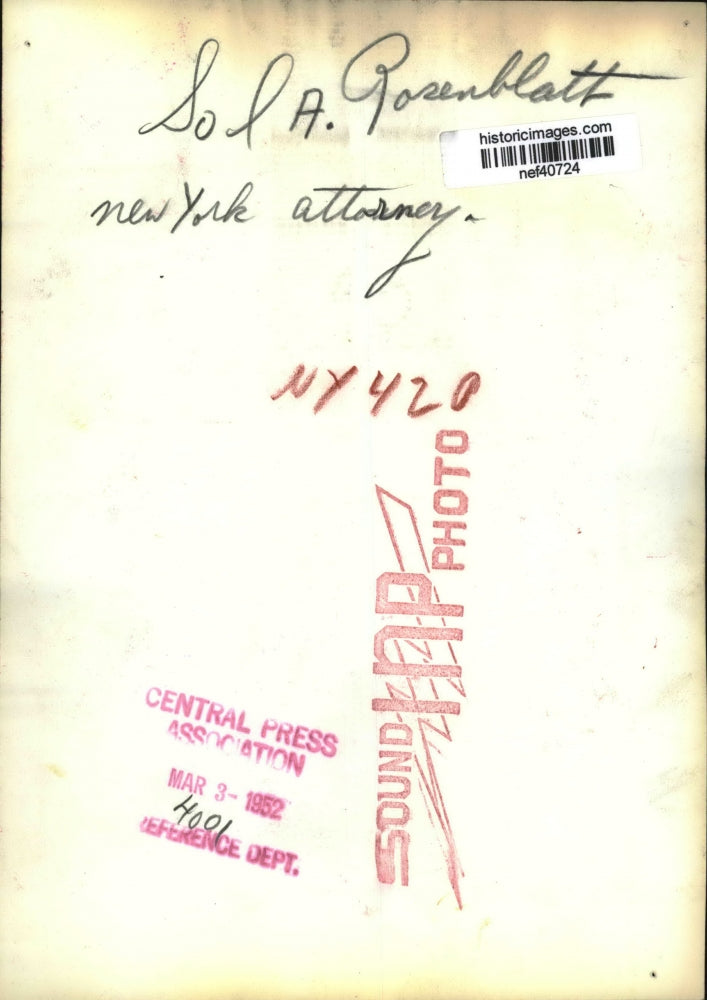 Sol A. Rosenblatt
historicimages.com
nef40724
new York attorney.
NY 42P
SOUND INP PHOTO
CENTRAL PRESS
ASSOCIATION
MAR 3- 1952
4001
REFERENCE DEPT.